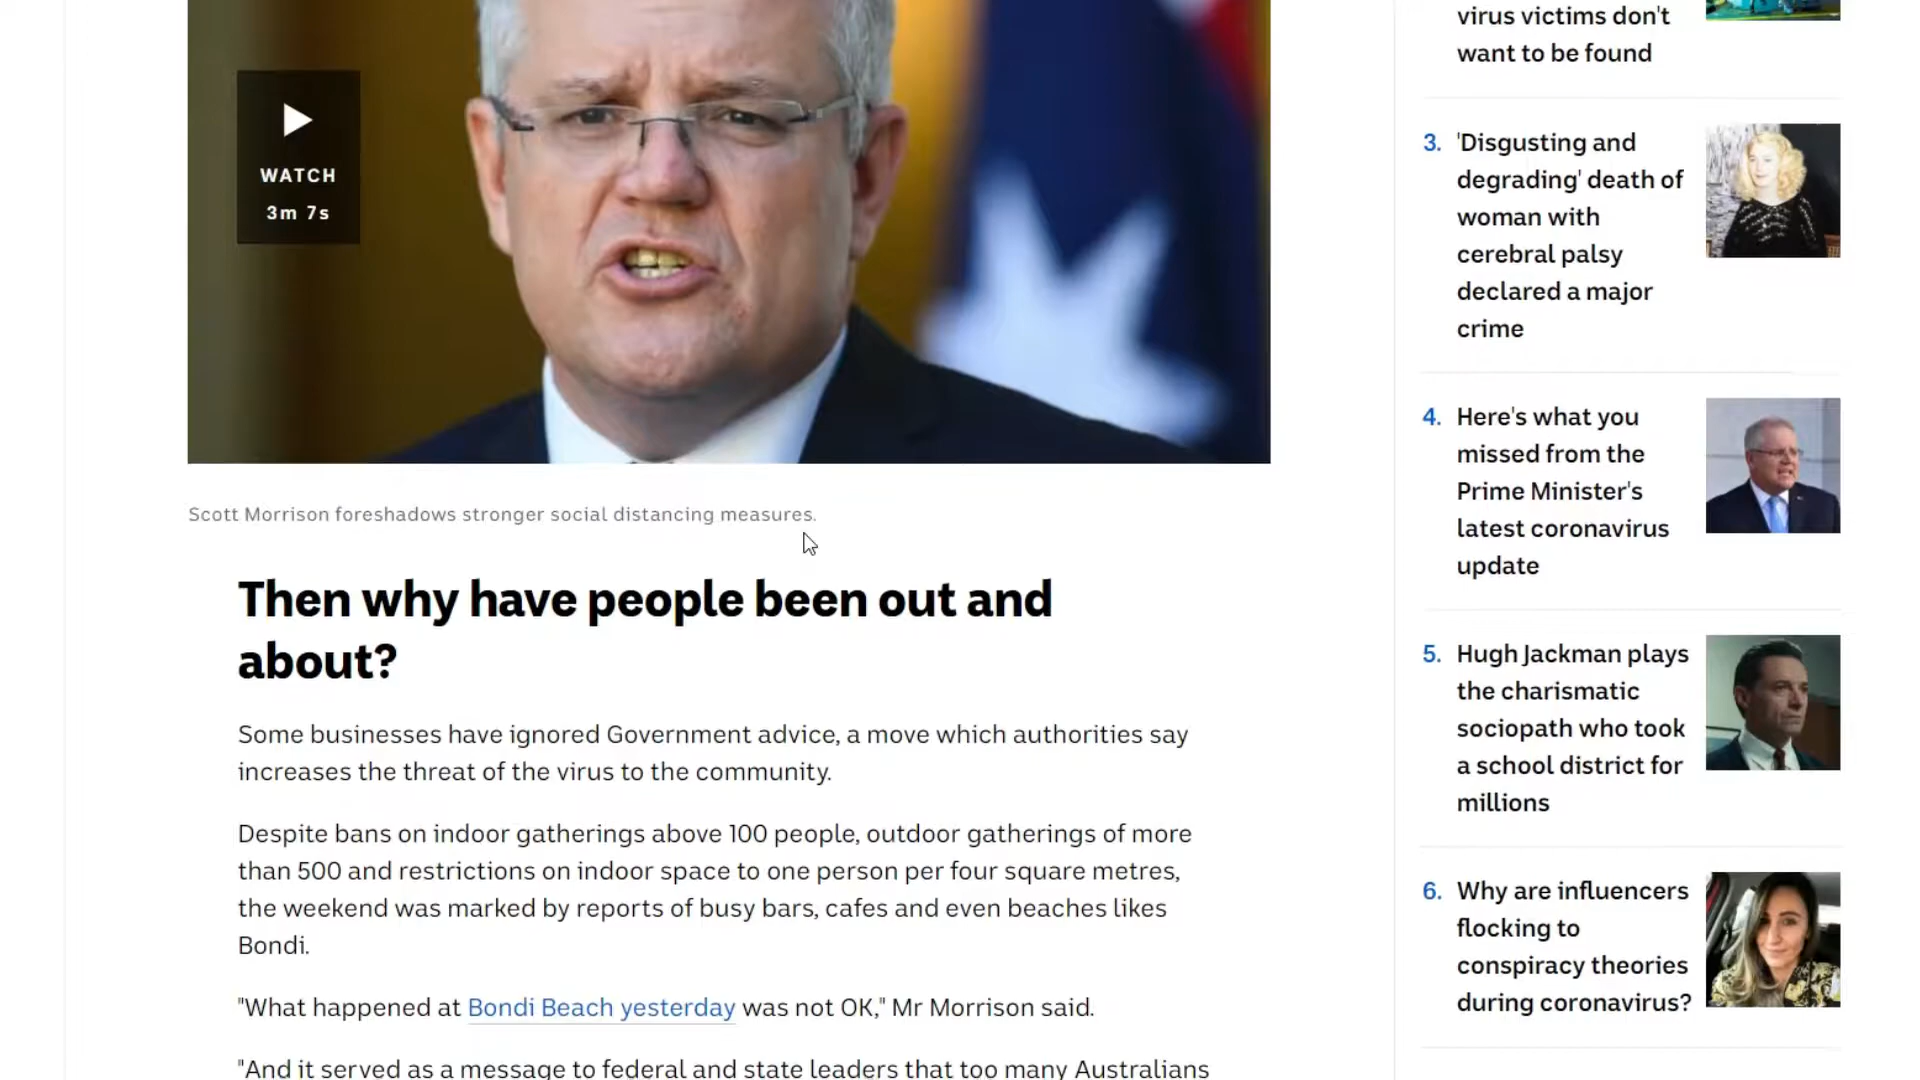 WATCH
3m 7s
Scott Morrison foreshadows stronger social distancing measures.
Then why have people been out and
about?
Some businesses have ignored Government advice, a move which authorities say
increases the threat of the virus to the community.
Despite bans on indoor gatherings above 100 people, outdoor gatherings of more
than 500 and restrictions on indoor space to one person per four square metres,
the weekend was marked by reports of busy bars, cafes and even beaches likes
Bondi.
"What happened at Bondi Beach yesterday was not OK," Mr Morrison said.
"And it served as a message to federal and state leaders that too many Australians
virus victims don't
want to be found
3. 'Disgusting and
degrading' death of
woman with
cerebral palsy
declared a major
crime
4. Here's what you
missed from the
Prime Minister's
latest coronavirus
update
5. Hugh Jackman plays
the charismatic
sociopath who took
a school district for
millions
6. Why are influencers
flocking to
conspiracy theories
during coronavirus?